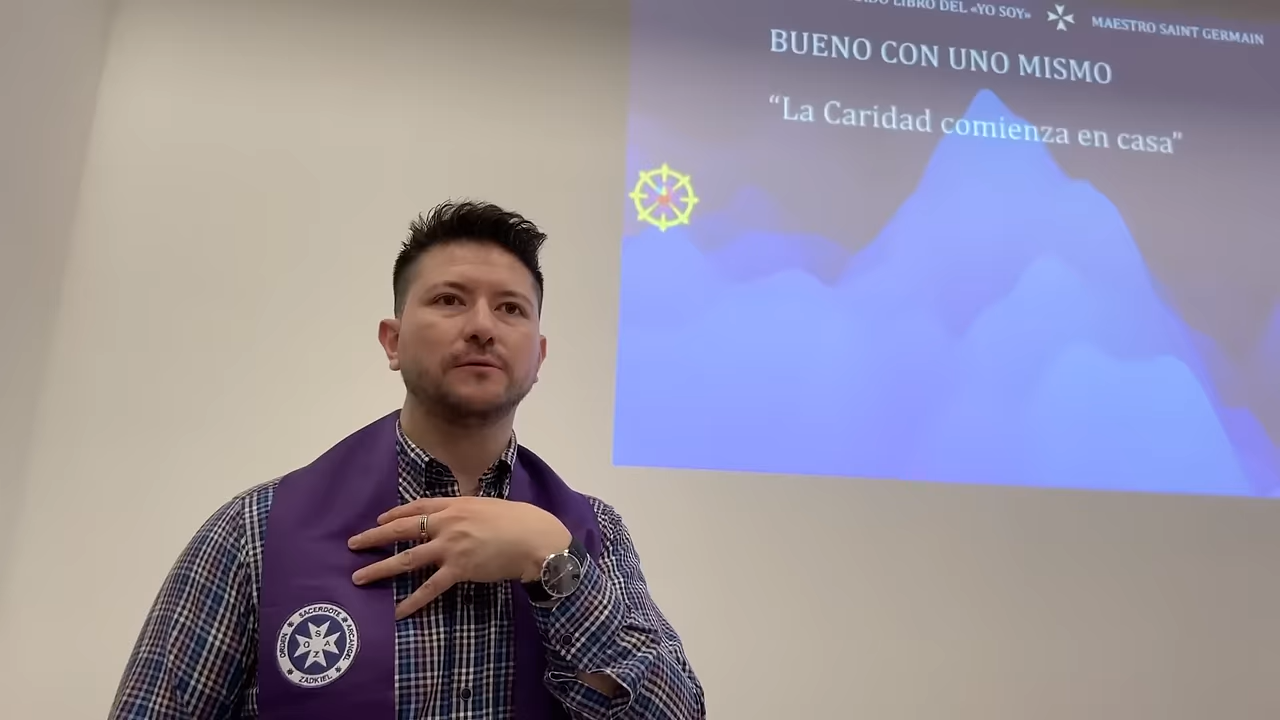 LIBRO DEL «YO SOY» MAESTRO SAINT GERMAIN
BUENO CON UNO MISMO
“La Caridad comienza en casa”
ORDEN SACERDOTE ARCÁNGEL
ZADKIEL
S
O A
Z